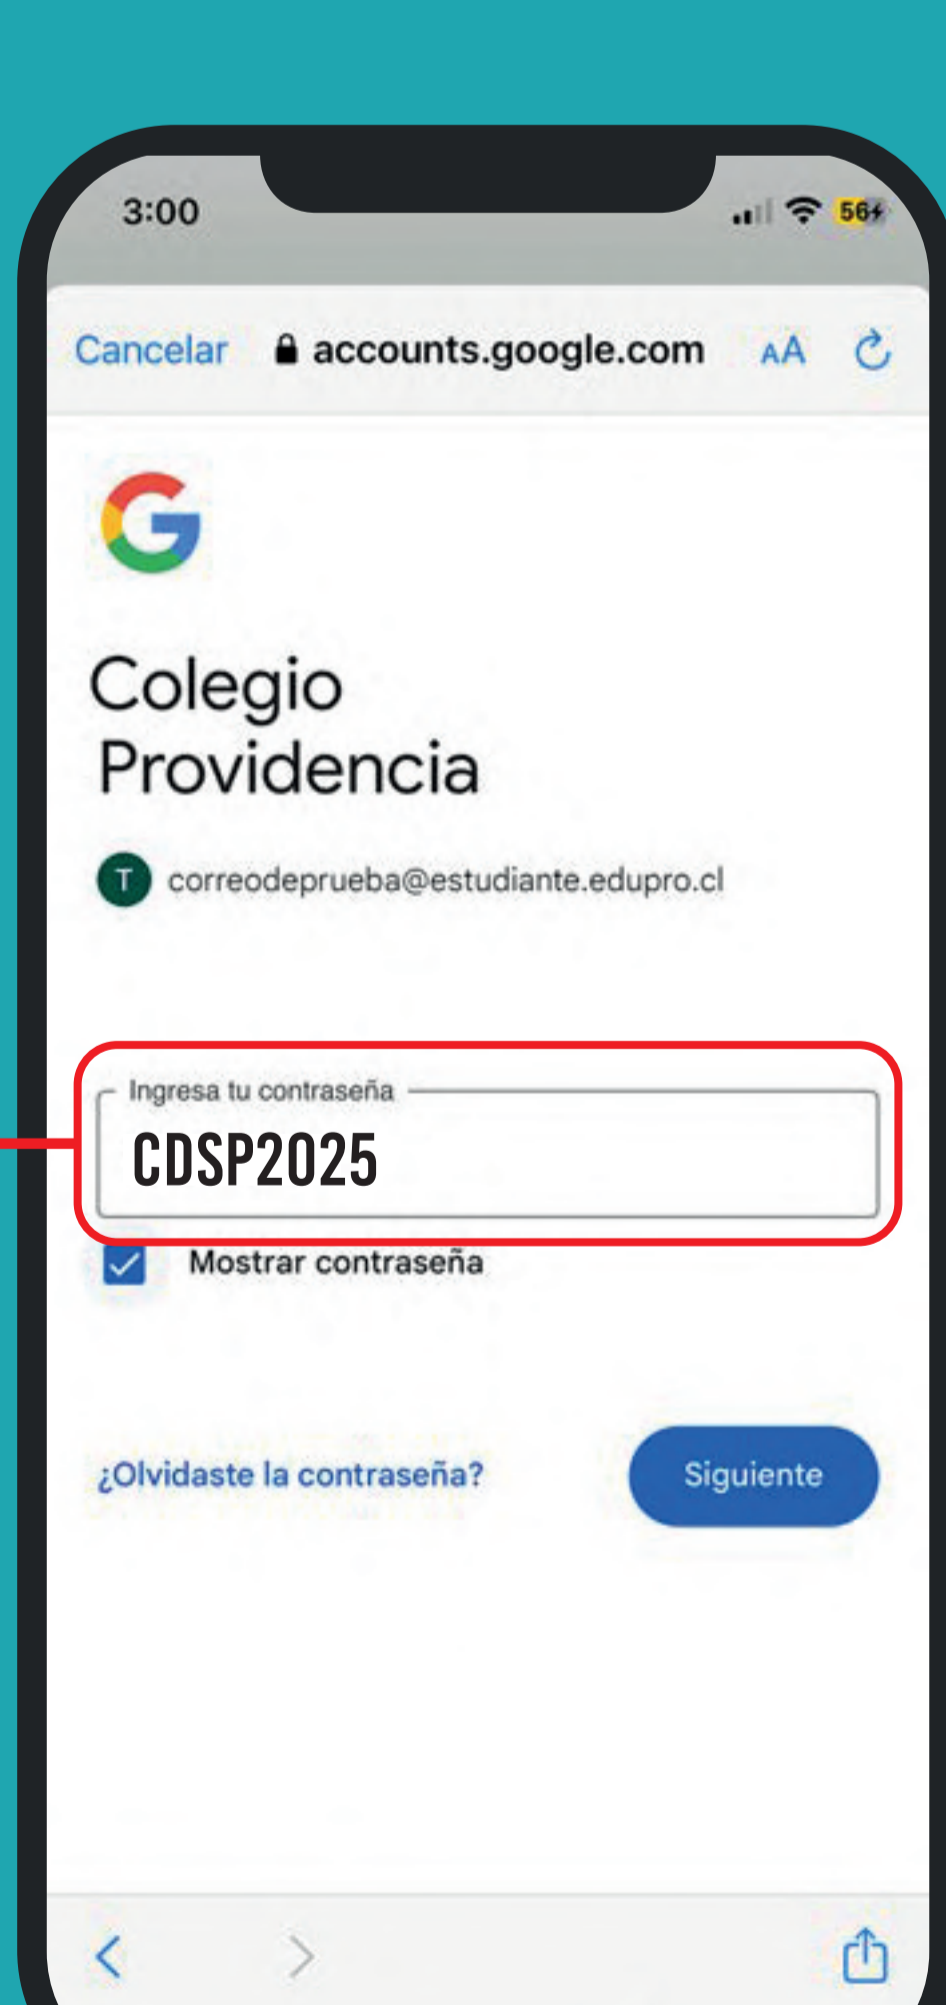 3:00
56
Cancelar accounts.google.com AA
Colegio
Providencia
T correodeprueba@estudiante.edupro.cl
Ingresa tu contraseña
CDSP2025
Mostrar contraseña
¿Olvidaste la contraseña?
Siguiente